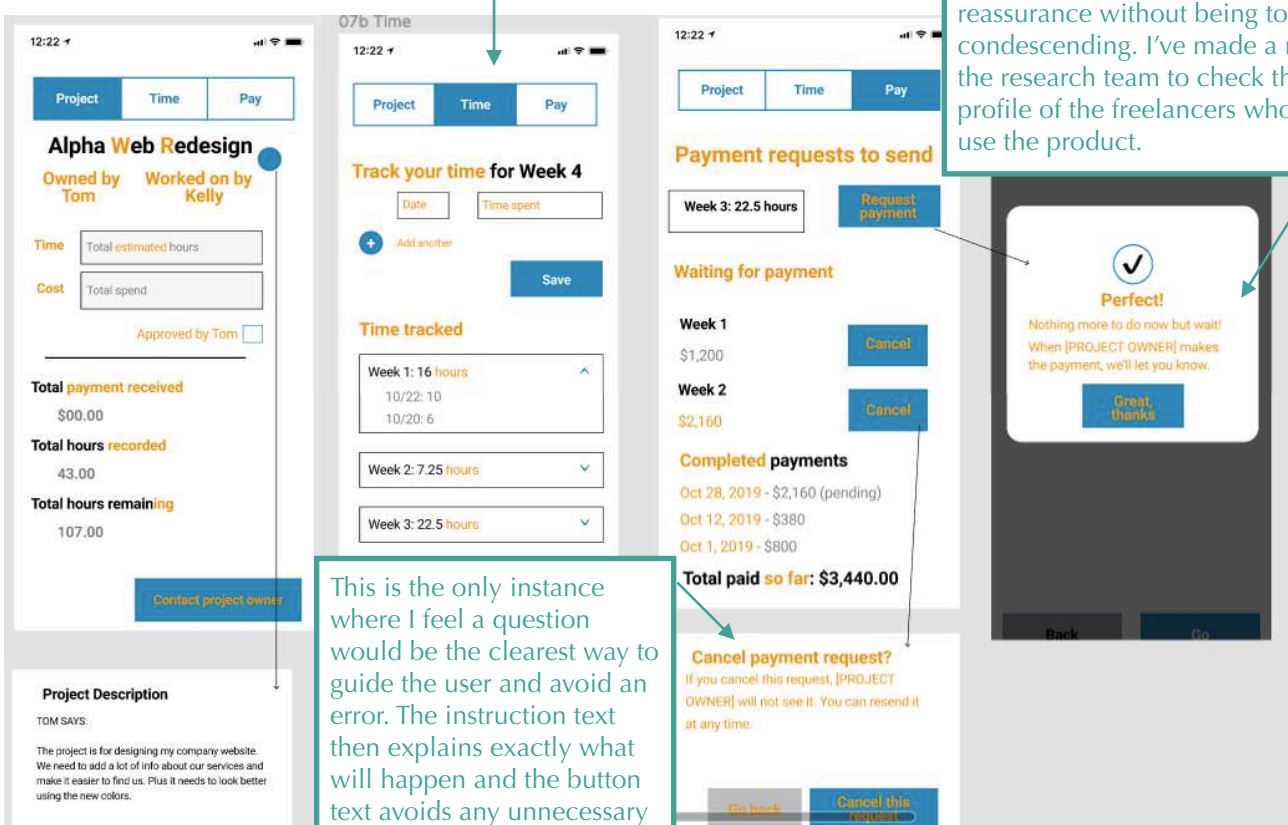 12:22
Project Time Pay
Alpha Web Redesign
Owned by Tom
Worked on by Kelly
Time Total estimated hours
Cost Total spend
Approved by Tom
Total payment received
$00.00
Total hours recorded
43.00
Total hours remaining
107.00
Contact project owner
Project Description
TOM SAYS:
The project is for designing my company website.
We need to add a lot of info about our services and
make it easier to find us. Plus it needs to look better
using the new colors.
07b Time
12:22
Project Time Pay
Track your time for Week 4
Date Time spent
+ Add another
Save
Time tracked
Week 1: 16 hours
10/22: 10
10/20: 6
Week 2: 7.25 hours
Week 3: 22.5 hours
This is the only instance
where I feel a question
would be the clearest way to
guide the user and avoid an
error. The instruction text
then explains exactly what
will happen and the button
text avoids any unnecessary
12:22
Project Time Pay
Payment requests to send
Week 3: 22.5 hours
Request
payment
Waiting for payment
Week 1
$1,200
Cancel
Week 2
$2,160
Cancel
Completed payments
Oct 28, 2019 - $2,160 (pending)
Oct 12, 2019 - $380
Oct 1, 2019 - $800
Total paid so far: $3,440.00
Cancel payment request?
If you cancel this request, [PROJECT
OWNER] will not see it. You can resend it
at any time.
Go back
Cancel this
request
reassurance without being to
condescending. I've made a
the research team to check
profile of the freelancers
use the product.
Perfect!
Nothing more to do now but wait!
When [PROJECT OWNER] makes
the payment, we'll let you know.
Great,
thanks
Back Go